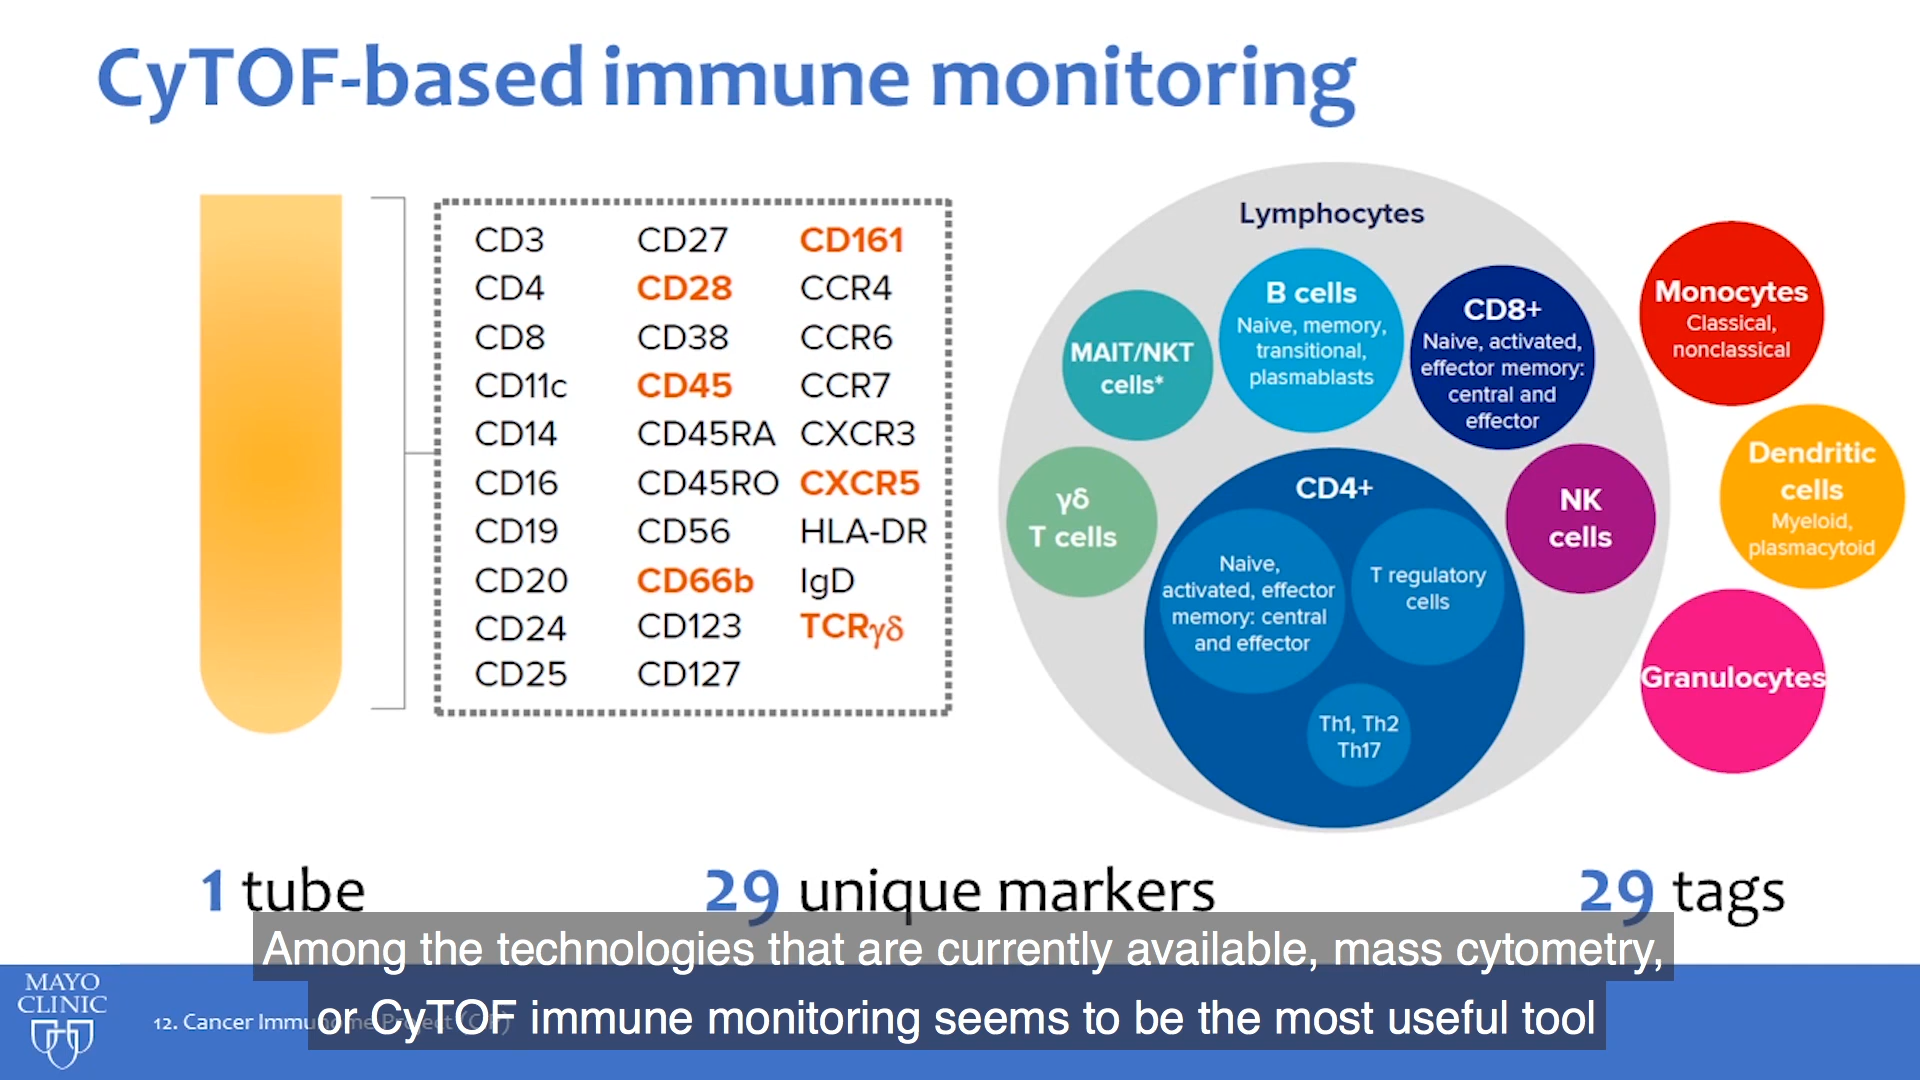 CyTOF-based immune monitoring
CD3
CD4
CD8
CD11c
CD14
CD16
CD19
CD20
CD24
CD25
CD27
CD28
CD38
CD45
CD45RA
CD45RO
CD56
CD66b
CD123
CD127
CD161
CCR4
CCR6
CCR7
CXCR3
CXCR5
HLA-DR
IgD
TCRγδ
Lymphocytes
MAIT/NKT
cells*
B cells
Naive, memory,
transitional,
plasmablasts
CD8+
Naive, activated,
effector memory:
central and
effector
γδ
T cells
CD4+
Naive,
activated, effector
memory: central
and effector
T regulatory
cells
Th1, Th2
Th17
NK
cells
Monocytes
Classical,
nonclassical
Dendritic
cells
Myeloid,
plasmacytoid
Granulocytes
1 tube
29 unique markers
29 tags
Among the technologies that are currently available, mass cytometry,
or CyTOF immune monitoring seems to be the most useful tool
MAYO
CLINIC
12. Cancer Immunome Project (CIP)